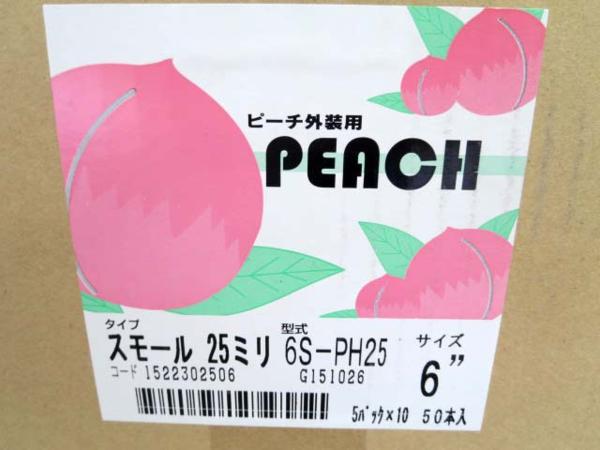 ピーチ外装用
PEACH
タイプ 型式 サイズ
スモール 25ミリ 6S-PH25 6"
コード 1522302506 G151026
5パック×10 50本入